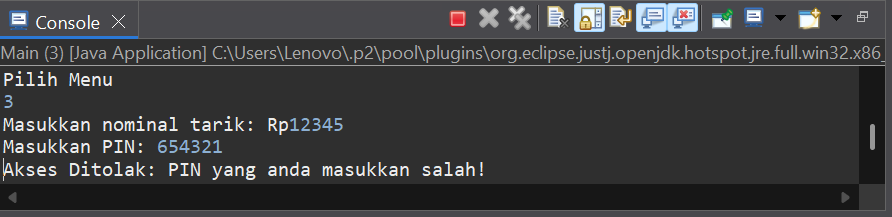 Console
Main (3) [Java Application] C:\Users\Lenovo\.p2\pool\plugins\org.eclipse.justj.openjdk.hotspot.jre.full.win32.x86_
Pilih Menu
3
Masukkan nominal tarik: Rp12345
Masukkan PIN: 654321
Akses Ditolak: PIN yang anda masukkan salah!